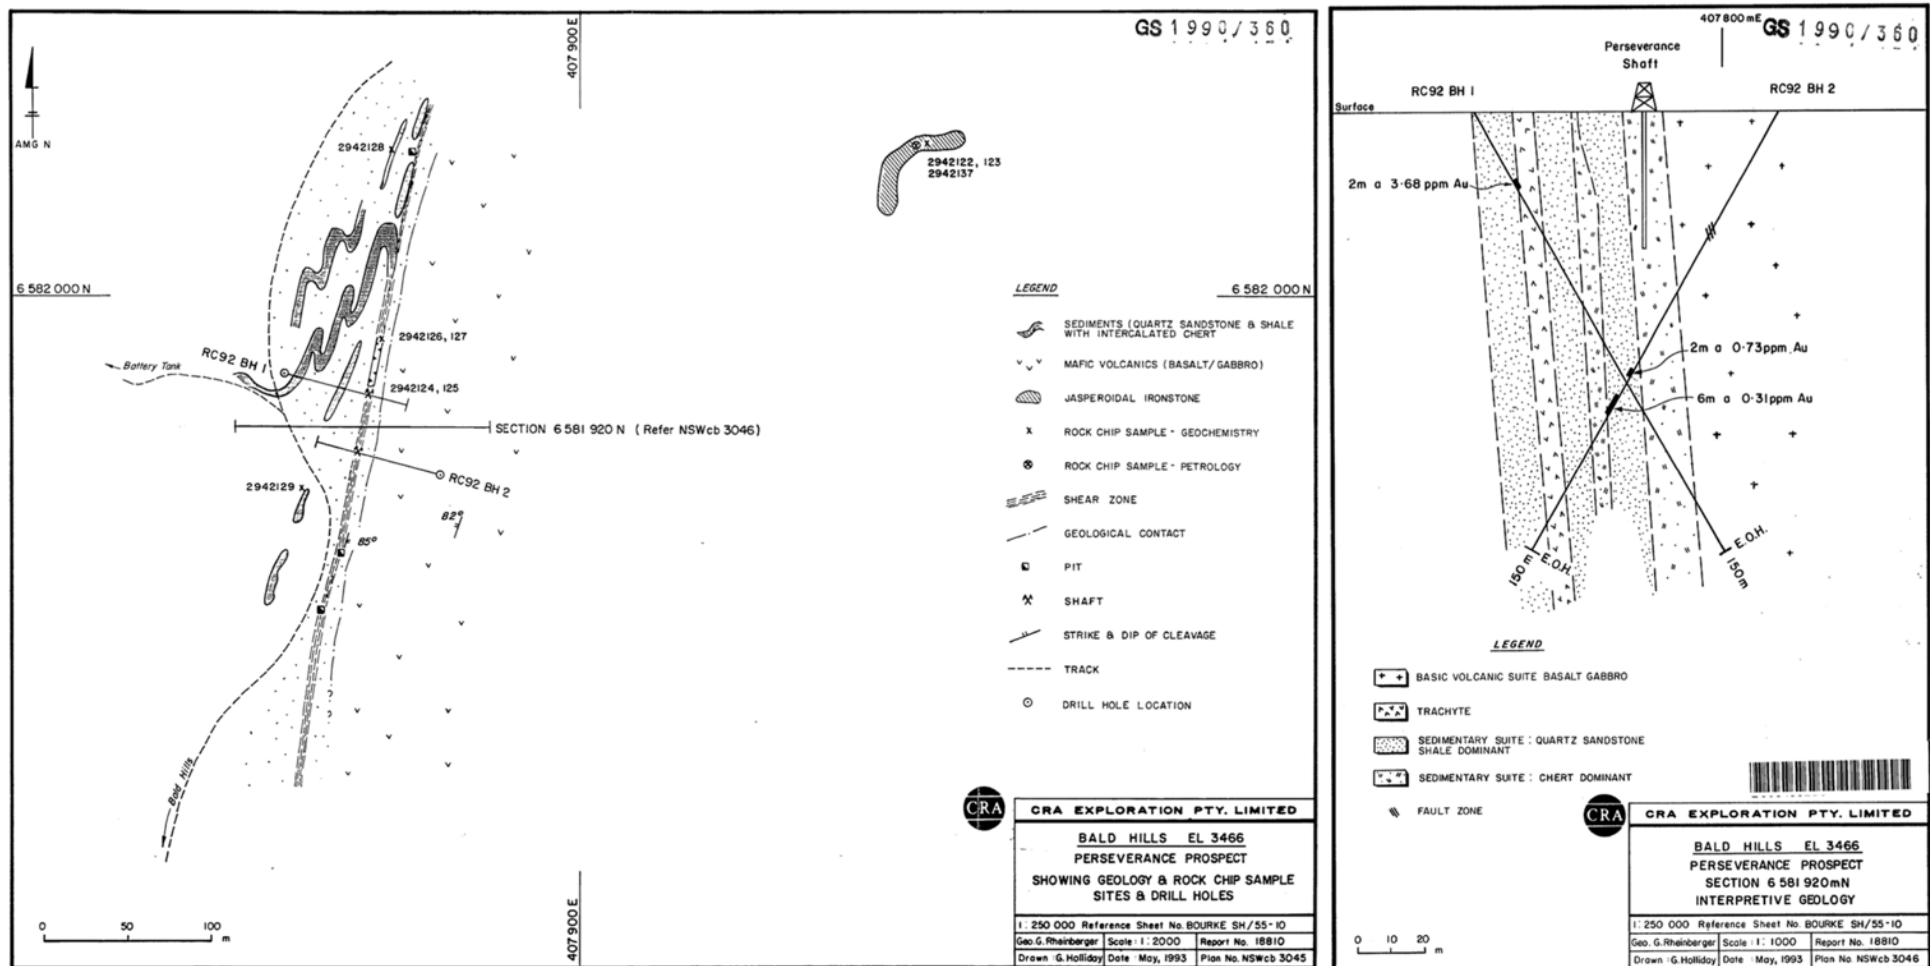 GS 1990/360
407 900 E
AMG N
2942128
2942122, 123
2942137
6 582 000 N
6 582 000 N
2942126, 127
RC92 BH 1
Battery Tank
2942124, 125
SECTION 6 581 920 N ( Refer NSWcb 3046)
RC92 BH 2
2942129
82°
85°
Bald Hills
LEGEND
SEDIMENTS (QUARTZ SANDSTONE & SHALE
WITH INTERCALATED CHERT
MAFIC VOLCANICS (BASALT/GABBRO)
JASPEROIDAL IRONSTONE
ROCK CHIP SAMPLE - GEOCHEMISTRY
ROCK CHIP SAMPLE - PETROLOGY
SHEAR ZONE
GEOLOGICAL CONTACT
PIT
SHAFT
STRIKE & DIP OF CLEAVAGE
TRACK
DRILL HOLE LOCATION
0 50 100 m
407 900 E
CRA
CRA EXPLORATION PTY. LIMITED
BALD HILLS EL 3466
PERSEVERANCE PROSPECT
SHOWING GEOLOGY & ROCK CHIP SAMPLE
SITES & DRILL HOLES
1 : 250 000 Reference Sheet No. BOURKE SH/55-10
Geo. G. Rheinberger Scale : 1 : 2000 Report No. 18810
Drawn : G. Holliday Date : May, 1993 Plan No. NSWcb 3045
407 800 mE
GS 1990/360
Perseverance
Shaft
RC92 BH 1
RC92 BH 2
Surface
2m a 3·68 ppm Au
2m a 0·73ppm Au
6m a 0·31ppm Au
150 m E.O.H.
E.O.H.
150m
LEGEND
BASIC VOLCANIC SUITE BASALT GABBRO
TRACHYTE
SEDIMENTARY SUITE : QUARTZ SANDSTONE
SHALE DOMINANT
SEDIMENTARY SUITE : CHERT DOMINANT
FAULT ZONE
0 10 20 m
CRA
CRA EXPLORATION PTY. LIMITED
BALD HILLS EL 3466
PERSEVERANCE PROSPECT
SECTION 6 581 920mN
INTERPRETIVE GEOLOGY
1 : 250 000 Reference Sheet No. BOURKE SH/55-10
Geo. G. Rheinberger Scale : 1 : 1000 Report No. 18810
Drawn : G. Holliday Date : May, 1993 Plan No. NSWcb 3046